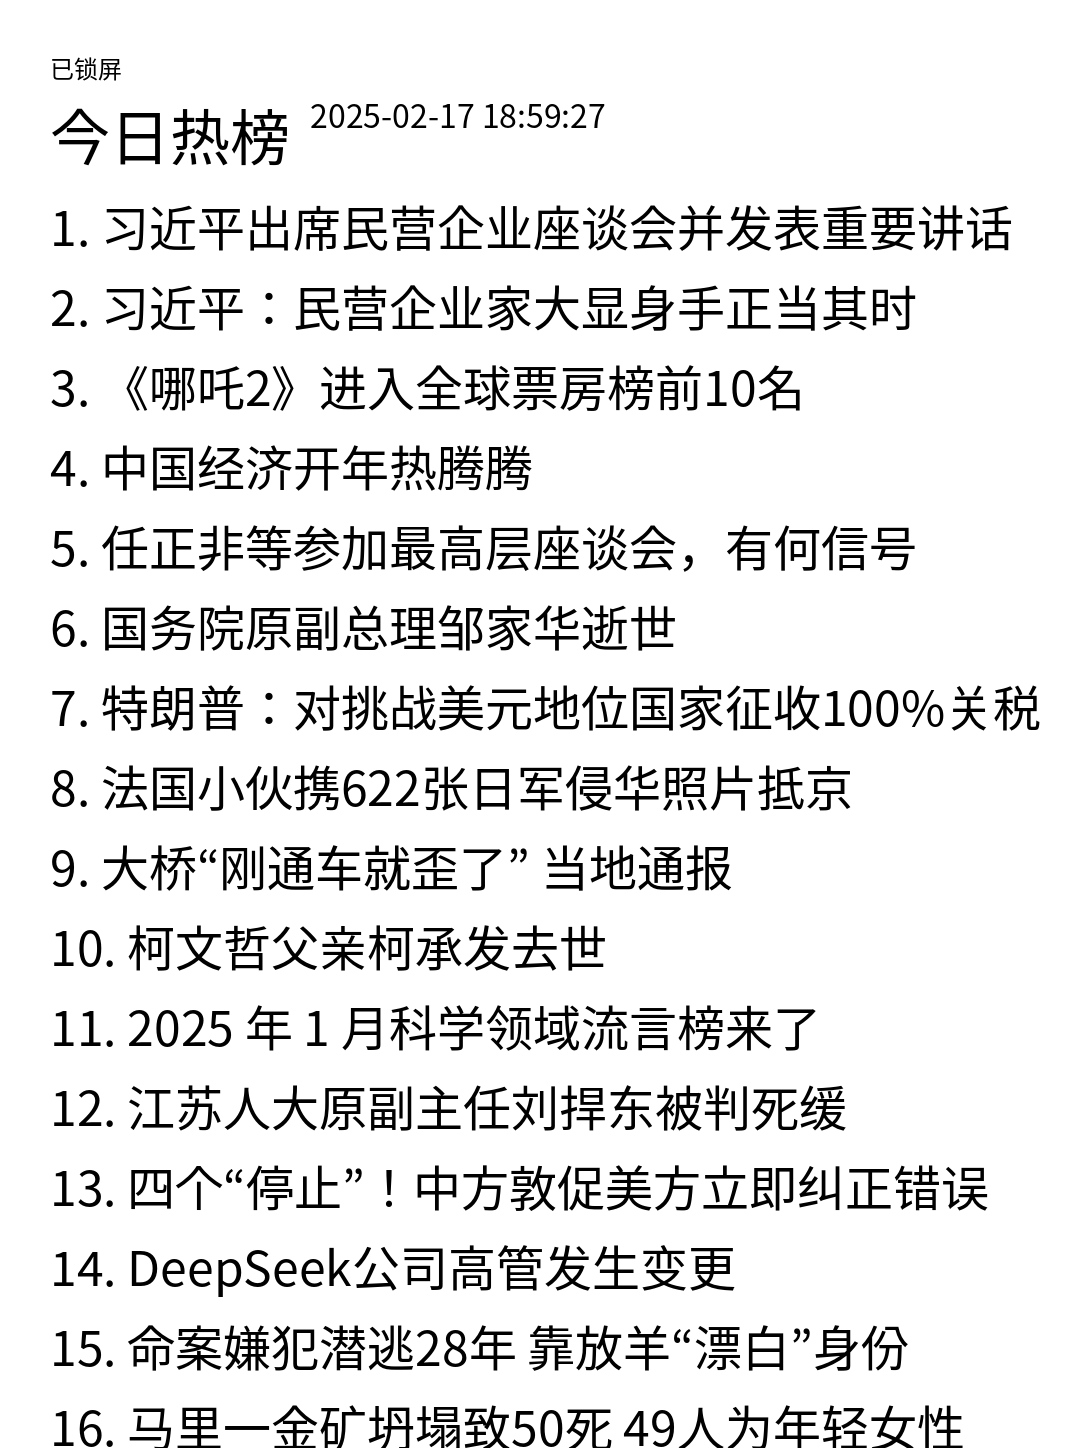 已锁屏
今日热榜 2025-02-17 18:59:27
1. 习近平出席民营企业座谈会并发表重要讲话
2. 习近平：民营企业家大显身手正当其时
3. 《哪吒2》进入全球票房榜前10名
4. 中国经济开年热腾腾
5. 任正非等参加最高层座谈会，有何信号
6. 国务院原副总理邹家华逝世
7. 特朗普：对挑战美元地位国家征收100%关税
8. 法国小伙携622张日军侵华照片抵京
9. 大桥“刚通车就歪了” 当地通报
10. 柯文哲父亲柯承发去世
11. 2025 年 1 月科学领域流言榜来了
12. 江苏人大原副主任刘捍东被判死缓
13. 四个“停止”！中方敦促美方立即纠正错误
14. DeepSeek公司高管发生变更
15. 命案嫌犯潜逃28年 靠放羊“漂白”身份
16. 马里一金矿坍塌致50死 49人为年轻女性